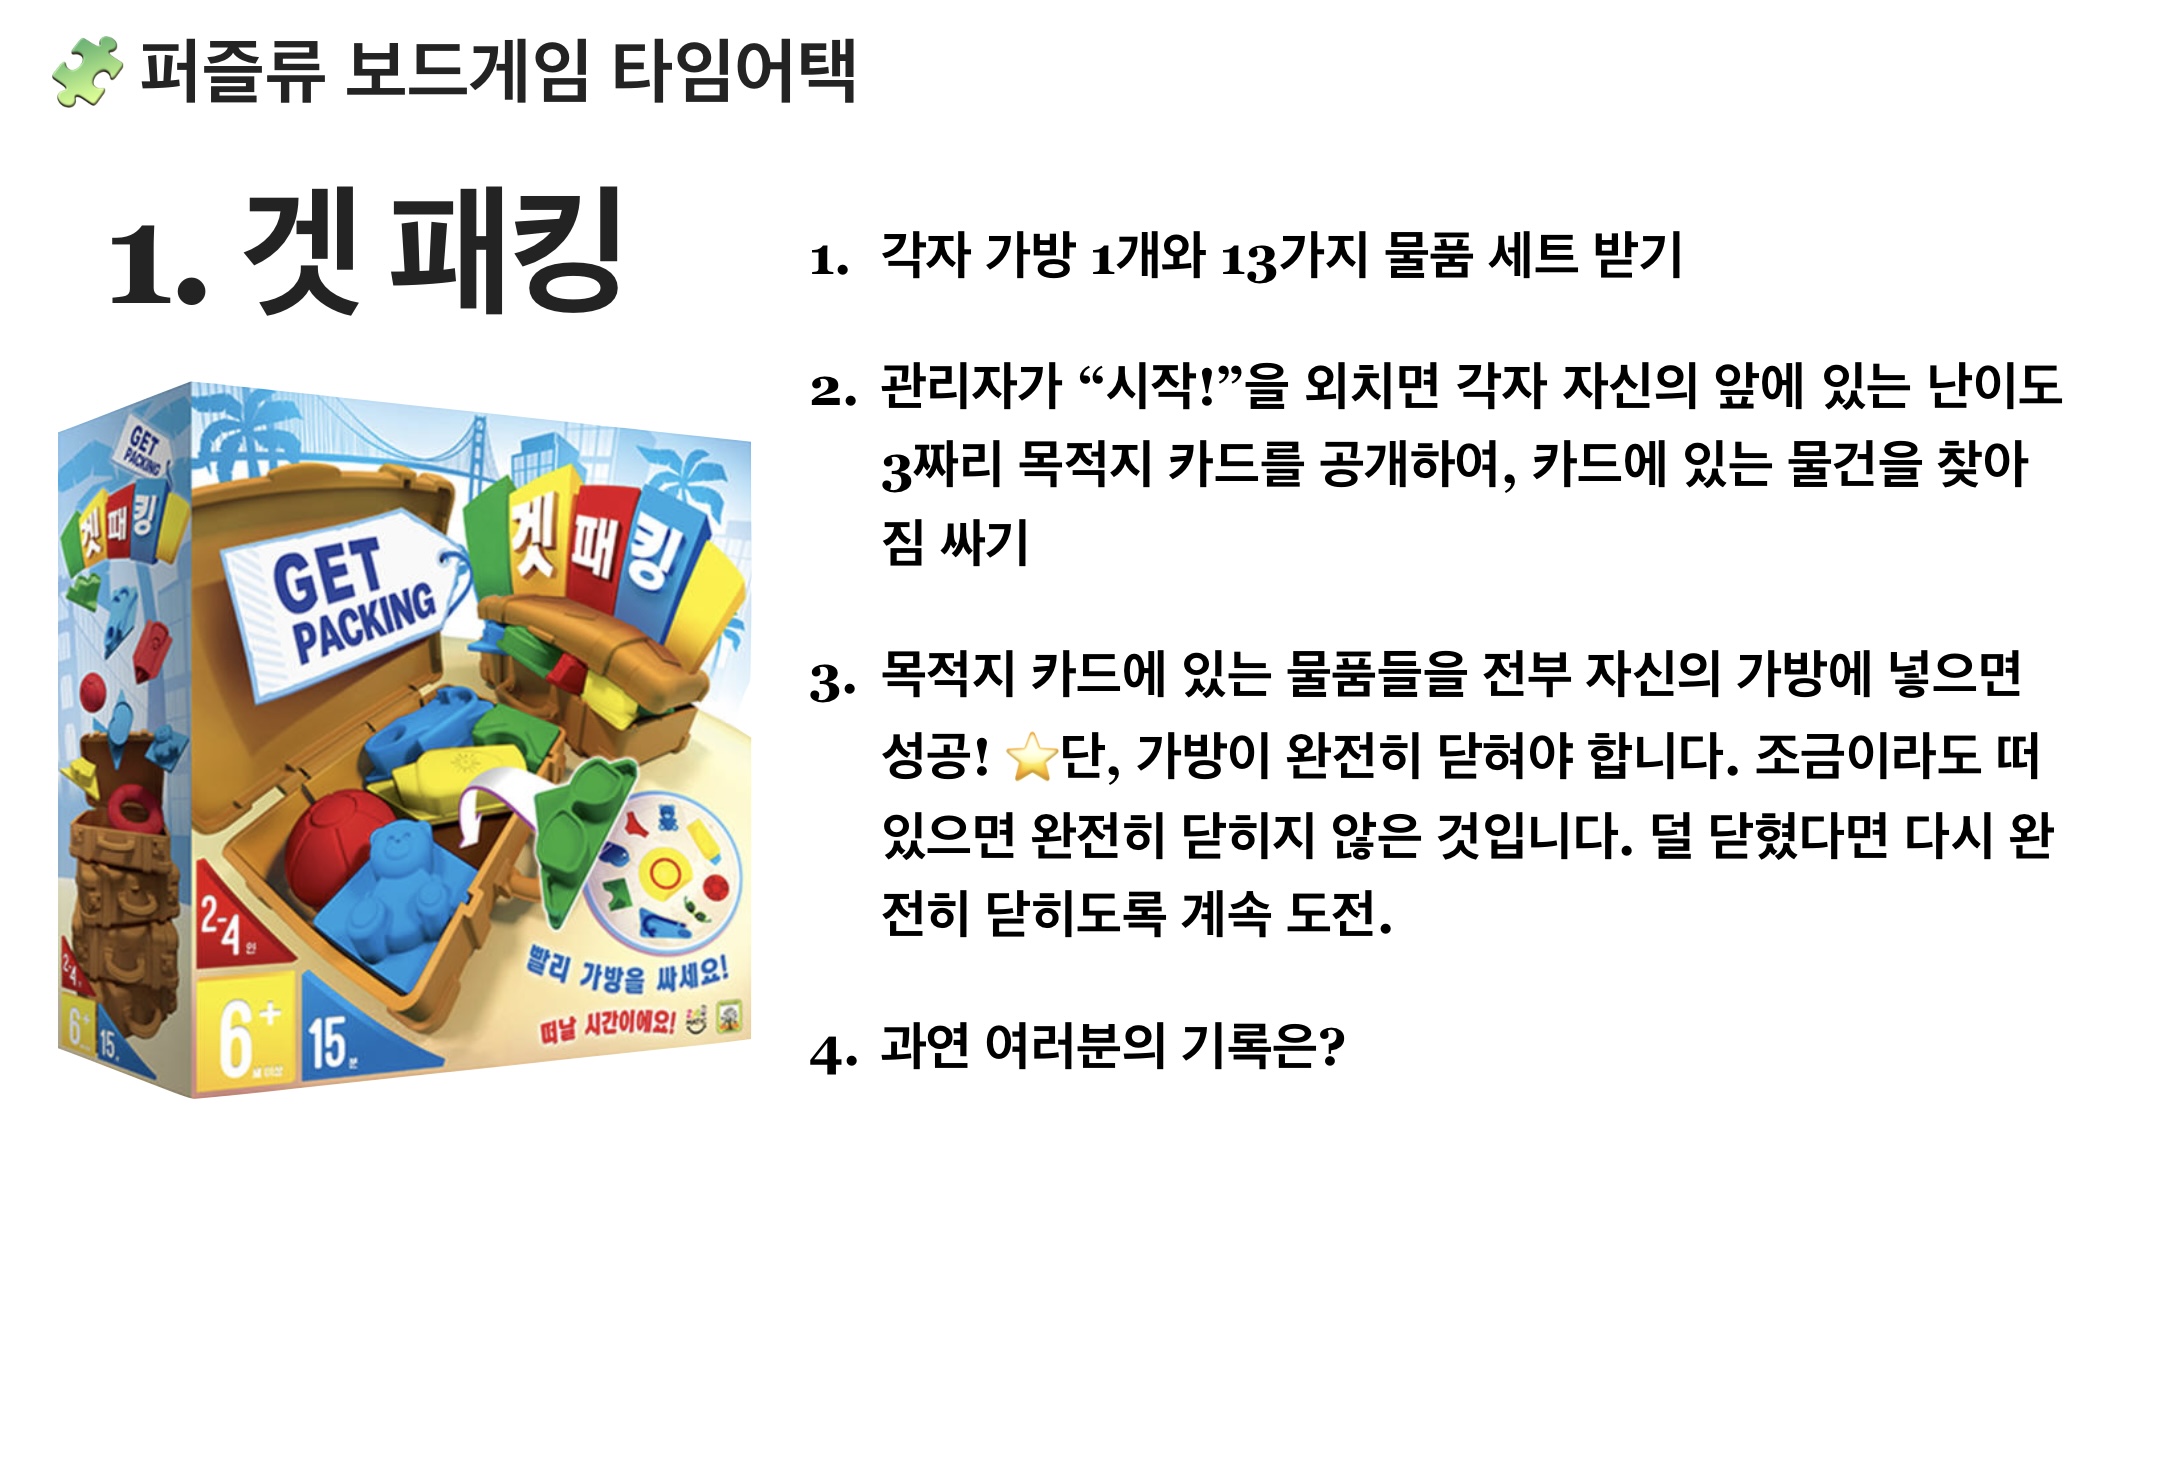 퍼즐류 보드게임 타임어택
1. 겟 패킹
1. 각자 가방 1개와 13가지 물품 세트 받기
2. 관리자가 “시작!”을 외치면 각자 자신의 앞에 있는 난이도
3짜리 목적지 카드를 공개하여, 카드에 있는 물건을 찾아
짐 싸기
3. 목적지 카드에 있는 물품들을 전부 자신의 가방에 넣으면
성공! ⭐단, 가방이 완전히 닫혀야 합니다. 조금이라도 떠
있으면 완전히 닫히지 않은 것입니다. 덜 닫혔다면 다시 완
전히 닫히도록 계속 도전.
4. 과연 여러분의 기록은?
GET
PACKING
겟패킹
GET
PACKING
겟패킹
2-4인
6+
15분
빨리 가방을 싸세요!
떠날 시간이에요!
2-4
6+
15